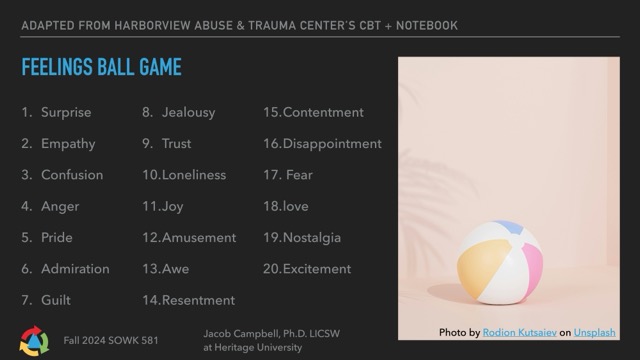 ADAPTED FROM HARBORVIEW ABUSE & TRAUMA CENTER'S CBT + NOTEBOOK
FEELINGS BALL GAME
1. Surprise
2. Empathy
3. Confusion
4. Anger
5. Pride
6. Admiration
7. Guilt
8. Jealousy
9. Trust
10.Loneliness
11.Joy
12.Amusement
13.Awe
14.Resentment
15.Contentment
16.Disappointment
17. Fear
18.love
19.Nostalgia
20.Excitement
Photo by Rodion Kutsaiev on Unsplash
Fall 2024 SOWK 581
Jacob Campbell, Ph.D. LICSW
at Heritage University